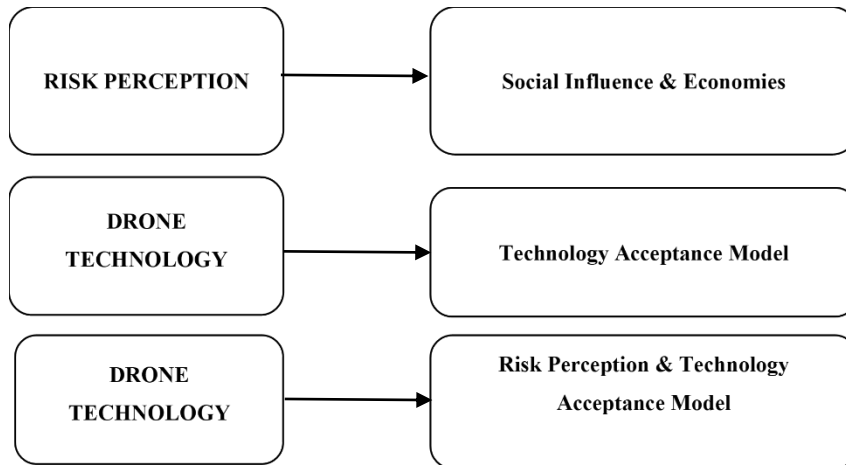 RISK PERCEPTION
Social Influence & Economies
DRONE
TECHNOLOGY
Technology Acceptance Model
DRONE
TECHNOLOGY
Risk Perception & Technology
Acceptance Model